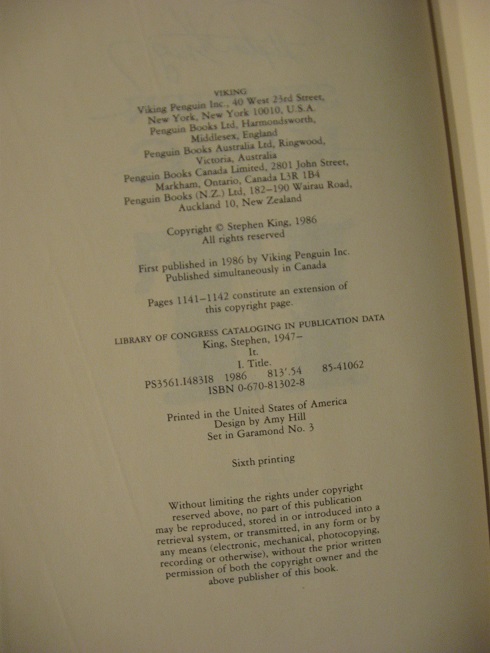 VIKING
Viking Penguin Inc., 40 West 23rd Street,
New York, New York 10010, U.S.A.
Penguin Books Ltd, Harmondsworth,
Middlesex, England
Penguin Books Australia Ltd, Ringwood,
Victoria, Australia
Penguin Books Canada Limited, 2801 John Street,
Markham, Ontario, Canada L3R 1B4
Penguin Books (N.Z.) Ltd, 182–190 Wairau Road,
Auckland 10, New Zealand
Copyright © Stephen King, 1986
All rights reserved
First published in 1986 by Viking Penguin Inc.
Published simultaneously in Canada
Pages 1141–1142 constitute an extension of
this copyright page.
LIBRARY OF CONGRESS CATALOGING IN PUBLICATION DATA
King, Stephen, 1947–
It.
I. Title.
PS3561.I483I8 1986 813'.54 85-41062
ISBN 0-670-81302-8
Printed in the United States of America
Design by Amy Hill
Set in Garamond No. 3
Sixth printing
Without limiting the rights under copyright
reserved above, no part of this publication
may be reproduced, stored in or introduced into a
retrieval system, or transmitted, in any form or by
any means (electronic, mechanical, photocopying,
recording or otherwise), without the prior written
permission of both the copyright owner and the
above publisher of this book.